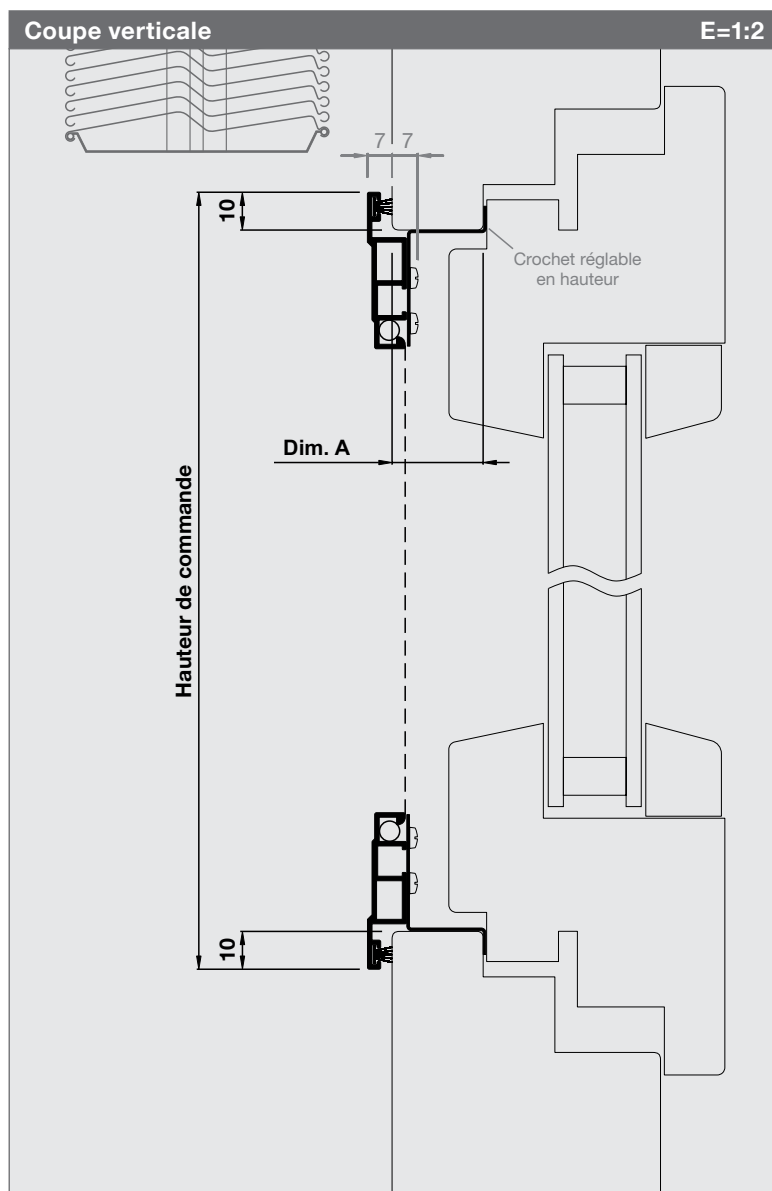 Coupe verticale E=1:2
7 7
10
Crochet réglable
en hauteur
Dim. A
Hauteur de commande
10